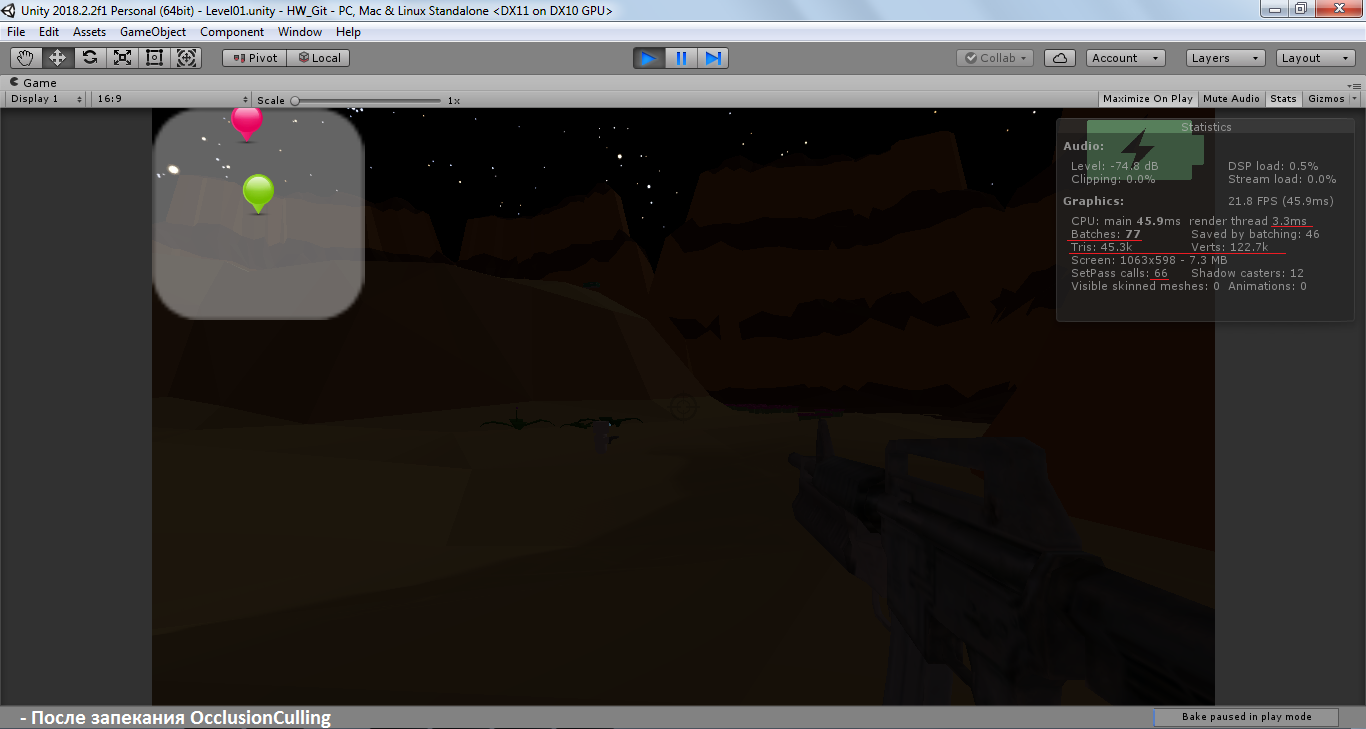 Unity 2018.2.2f1 Personal (64bit) - Level01.unity - HW_Git - PC, Mac & Linux Standalone <DX11 on DX10 GPU>
File Edit Assets GameObject Component Window Help
Pivot Local Collab Account Layers Layout
Game
Display 1 16:9 Scale 1x Maximize On Play Mute Audio Stats Gizmos
Statistics
Audio:
Level: -74.8 dB DSP load: 0.5%
Clipping: 0.0% Stream load: 0.0%
Graphics: 21.8 FPS (45.9ms)
CPU: main 45.9ms render thread 3.3ms
Batches: 77 Saved by batching: 46
Tris: 45.3k Verts: 122.7k
Screen: 1063x598 - 7.3 MB
SetPass calls: 66 Shadow casters: 12
Visible skinned meshes: 0 Animations: 0
- После запекания OcclusionCulling
Bake paused in play mode